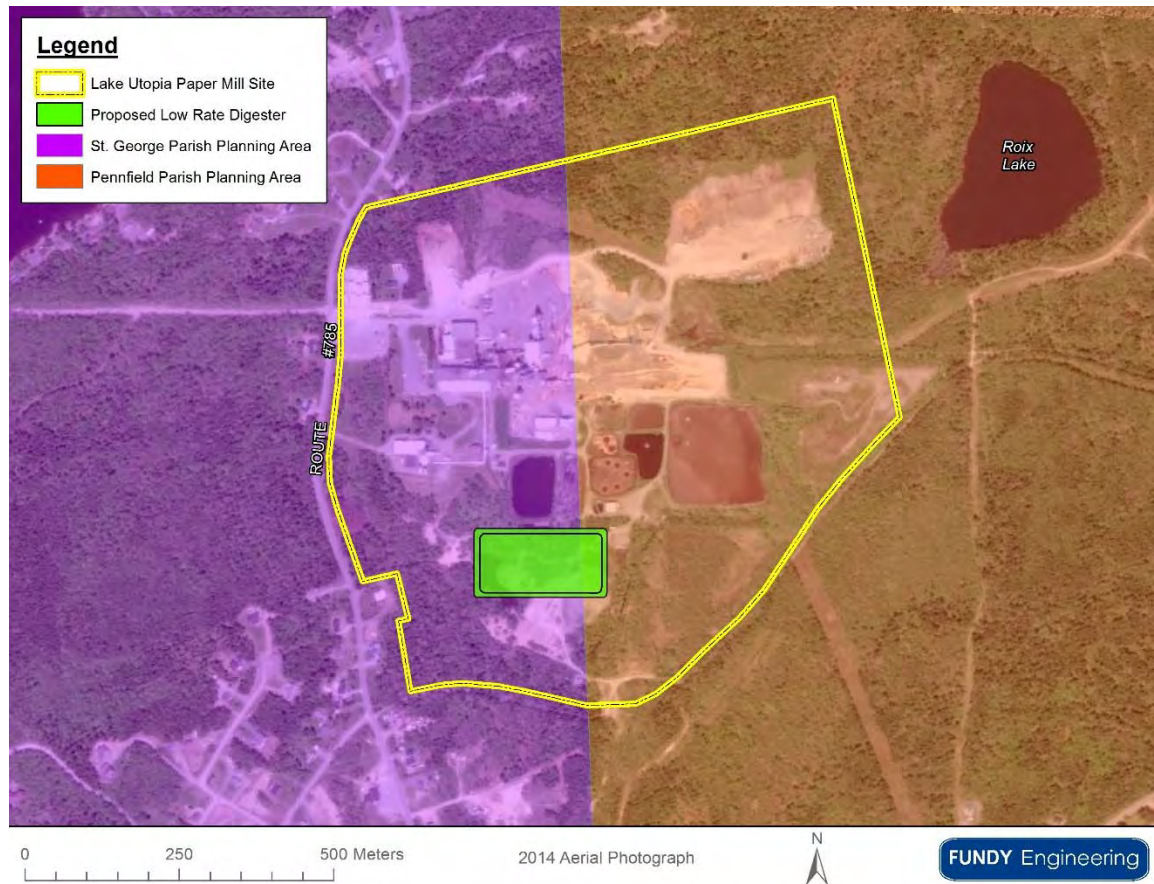 Legend
Lake Utopia Paper Mill Site
Proposed Low Rate Digester
St. George Parish Planning Area
Pennfield Parish Planning Area
Roix
Lake
ROUTE #785
0 250 500 Meters
2014 Aerial Photograph
N
FUNDY Engineering